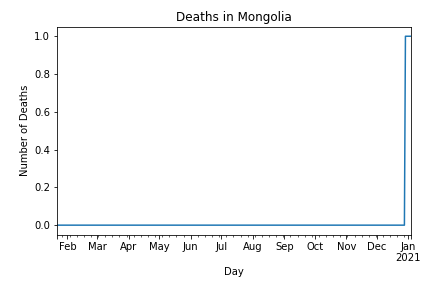 Deaths in Mongolia
1.0
0.8
0.6
0.4
0.2
0.0
Number of Deaths
Feb Mar Apr May Jun Jul Aug Sep Oct Nov Dec Jan
2021
Day